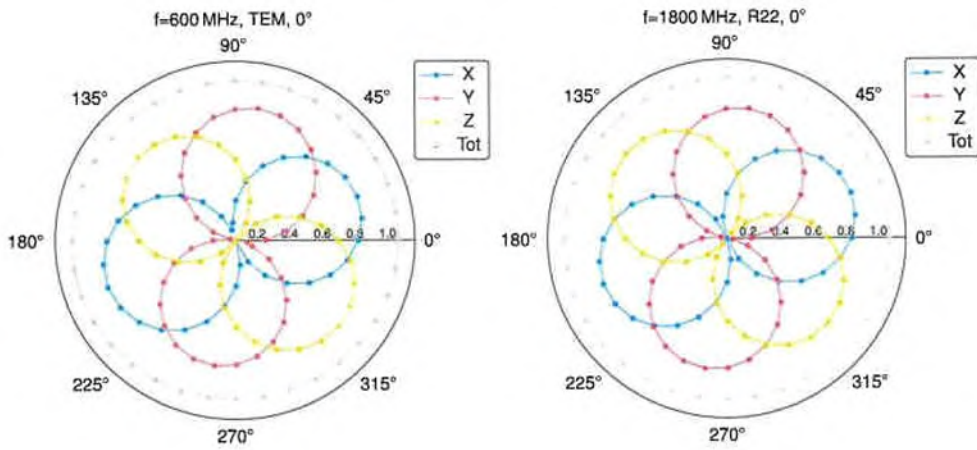 f=600 MHz, TEM, 0°
90°
135°
45°
X
Y
Z
Tot
180°
0.2 0.4 0.6 0.8 1.0
0°
225°
315°
270°
f=1800 MHz, R22, 0°
90°
135°
45°
X
Y
Z
Tot
180°
0.2 0.4 0.6 0.8 1.0
0°
225°
315°
270°